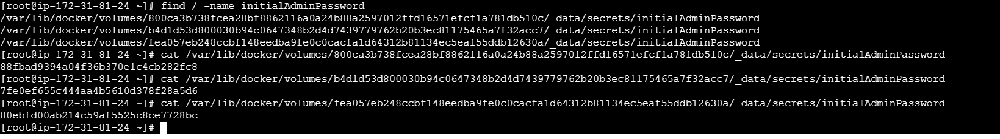 [root@ip-172-31-81-24 ~]# find / -name initialAdminPassword
/var/lib/docker/volumes/800ca3b738fcea28bf8862116a0a24b88a2597012ffd16571efcf1a781db510c/_data/secrets/initialAdminPassword
/var/lib/docker/volumes/b4d1d53d800030b94c0647348b2d4d7439779762b20b3ec81175465a7f32acc7/_data/secrets/initialAdminPassword
/var/lib/docker/volumes/fea057eb248ccbf148eedba9fe0c0cacfa1d64312b81134ec5eaf55ddb12630a/_data/secrets/initialAdminPassword
[root@ip-172-31-81-24 ~]# cat /var/lib/docker/volumes/800ca3b738fcea28bf8862116a0a24b88a2597012ffd16571efcf1a781db510c/_data/secrets/initialAdminPassword
88fbad9394a04f36b370e1c4cb282fc8
[root@ip-172-31-81-24 ~]# cat /var/lib/docker/volumes/b4d1d53d800030b94c0647348b2d4d7439779762b20b3ec81175465a7f32acc7/_data/secrets/initialAdminPassword
7fe0ef655c444aa4b5610d378f28a5d6
[root@ip-172-31-81-24 ~]# cat /var/lib/docker/volumes/fea057eb248ccbf148eedba9fe0c0cacfa1d64312b81134ec5eaf55ddb12630a/_data/secrets/initialAdminPassword
80ebfd00ab214c59af5525c8ce7728bc
[root@ip-172-31-81-24 ~]#